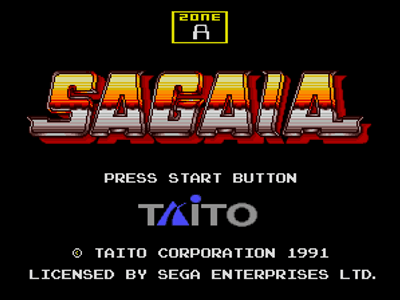 ZONE
A
SAGAIA
PRESS START BUTTON
TAITO
© TAITO CORPORATION 1991
LICENSED BY SEGA ENTERPRISES LTD.